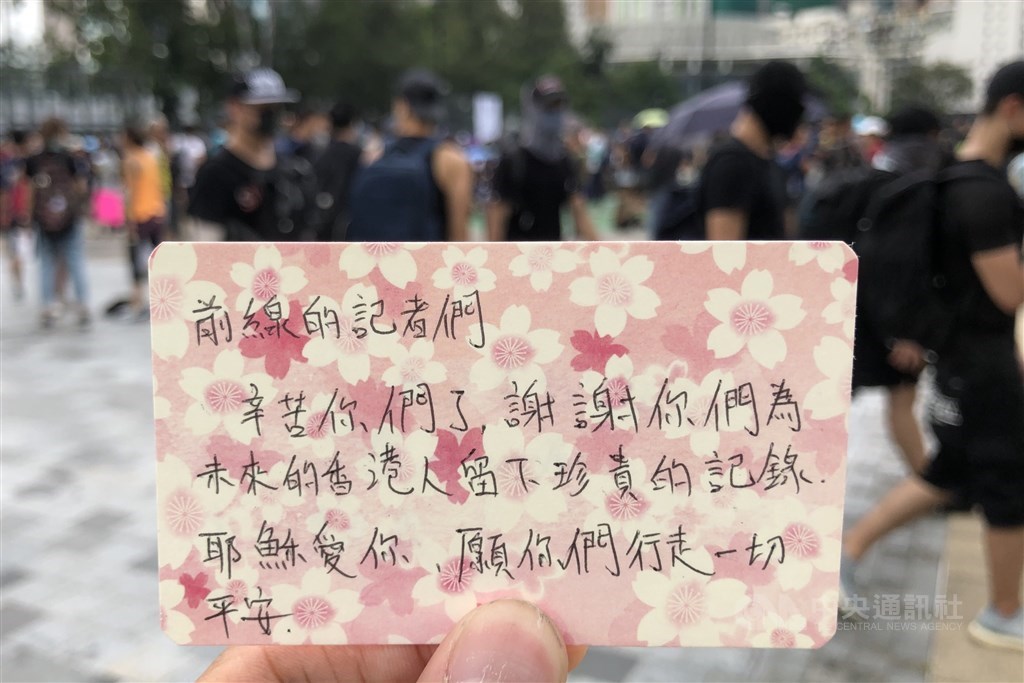 前線的記者們
辛苦你們了,謝謝你們為
未來的香港人留下珍貴的記錄.
耶穌愛你、願你們行走一切
平安.
中央通訊社
CENTRAL NEWS AGENCY